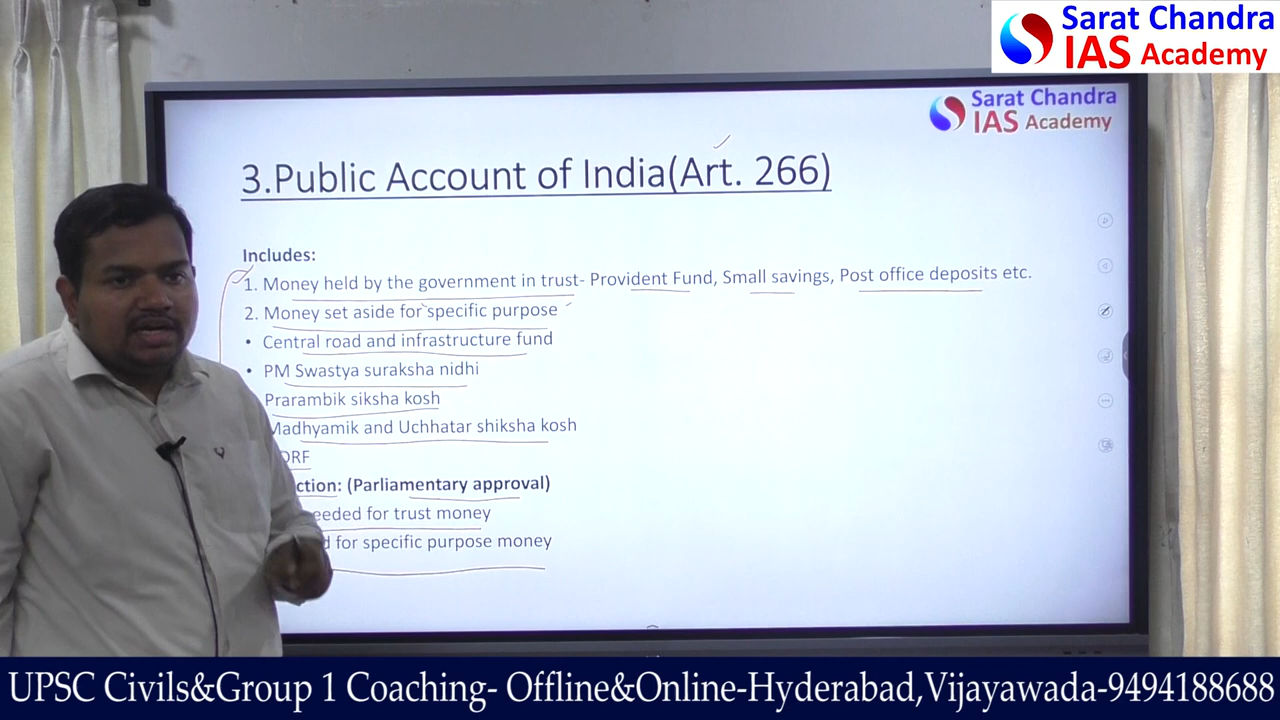 Sarat Chandra
IAS Academy
Sarat Chandra
IAS Academy
3.Public Account of India(Art. 266)
Includes:
1. Money held by the government in trust- Provident Fund, Small savings, Post office deposits etc.
2. Money set aside for specific purpose
• Central road and infrastructure fund
• PM Swastya suraksha nidhi
Prarambik siksha kosh
Madhyamik and Uchhatar shiksha kosh
DRF
ction: (Parliamentary approval)
eeded for trust money
d for specific purpose money
UPSC Civils&Group 1 Coaching- Offline&Online-Hyderabad,Vijayawada-9494188688